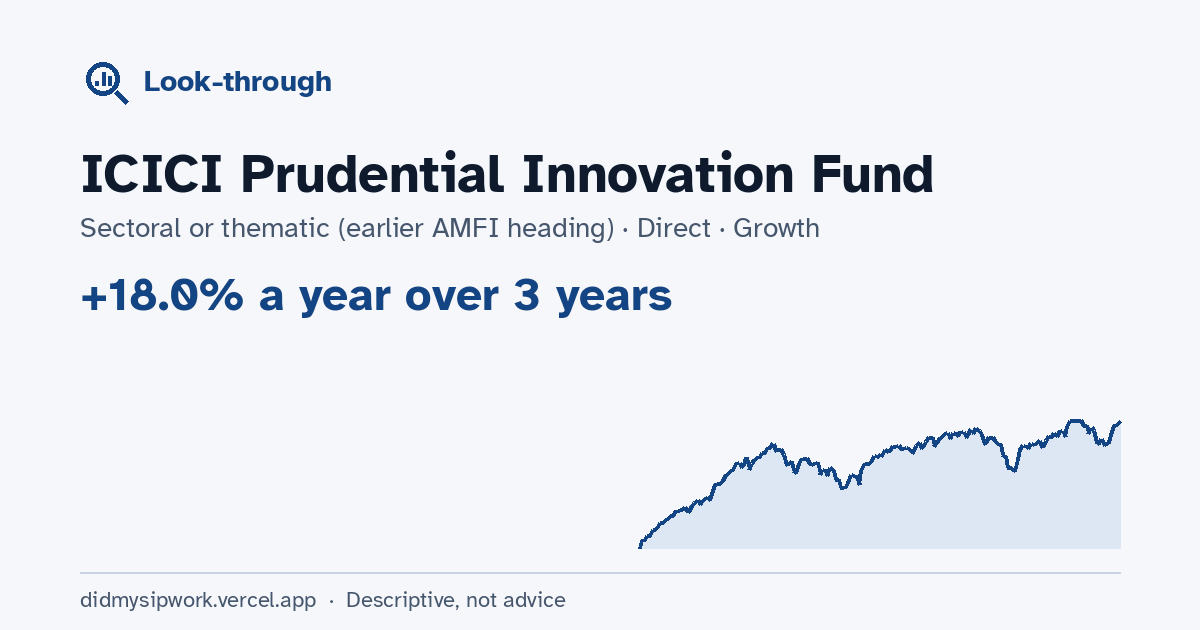 Look-through
ICICI Prudential Innovation Fund
Sectoral or thematic (earlier AMFI heading) · Direct · Growth
+18.0% a year over 3 years
didmysipwork.vercel.app · Descriptive, not advice